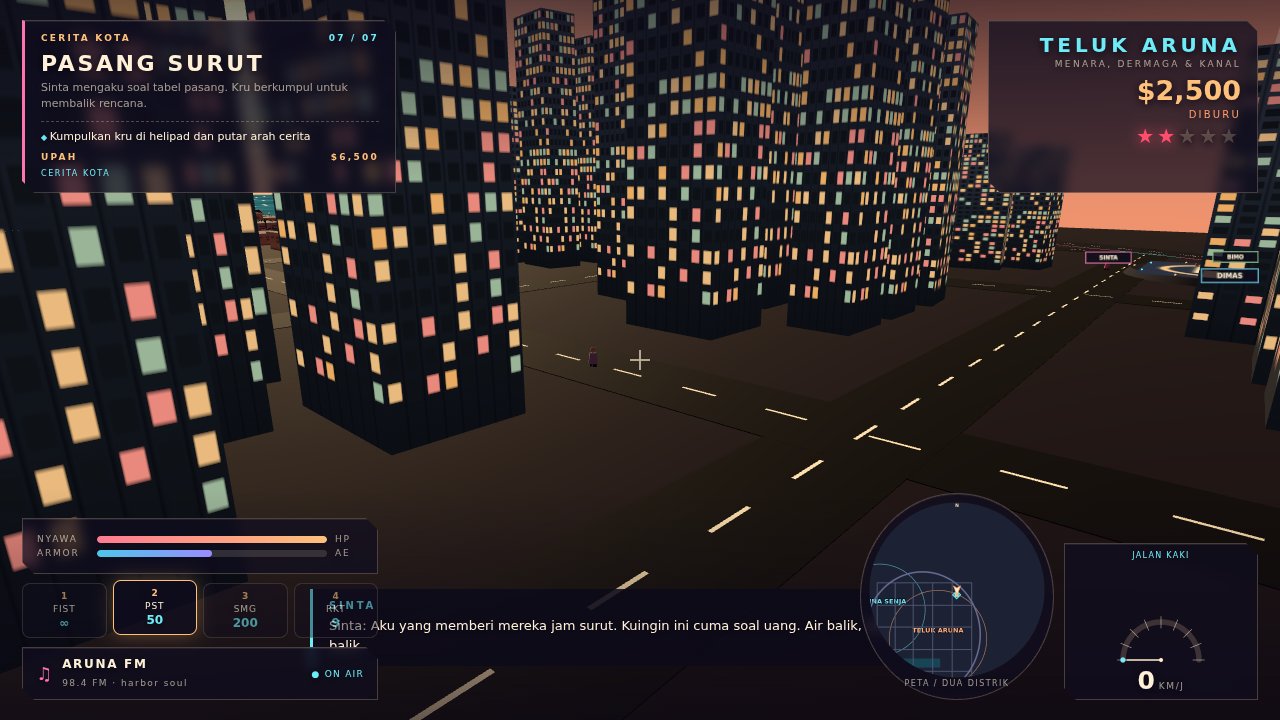 CERITA KOTA 07 / 07
PASANG SURUT
Sinta mengaku soal tabel pasang. Kru berkumpul untuk
membalik rencana.
Kumpulkan kru di helipad dan putar arah cerita
UPAH $6,500
CERITA KOTA
TELUK ARUNA
MENARA, DERMAGA & KANAL
$2,500
DIBURU
SINTA
BIMO
DIMAS
NYAWA HP
ARMOR AE
1 2 3 4
FIST PST SMG RKT
∞ 50 200
SINTA
Sinta: Aku yang memberi mereka jam surut. Kuingin ini cuma soal uang. Air balik,
balik
ARUNA FM
98.4 FM · harbor soul
ON AIR
N
NA SENJA
TELUK ARUNA
PETA / DUA DISTRIK
JALAN KAKI
0 KM/J